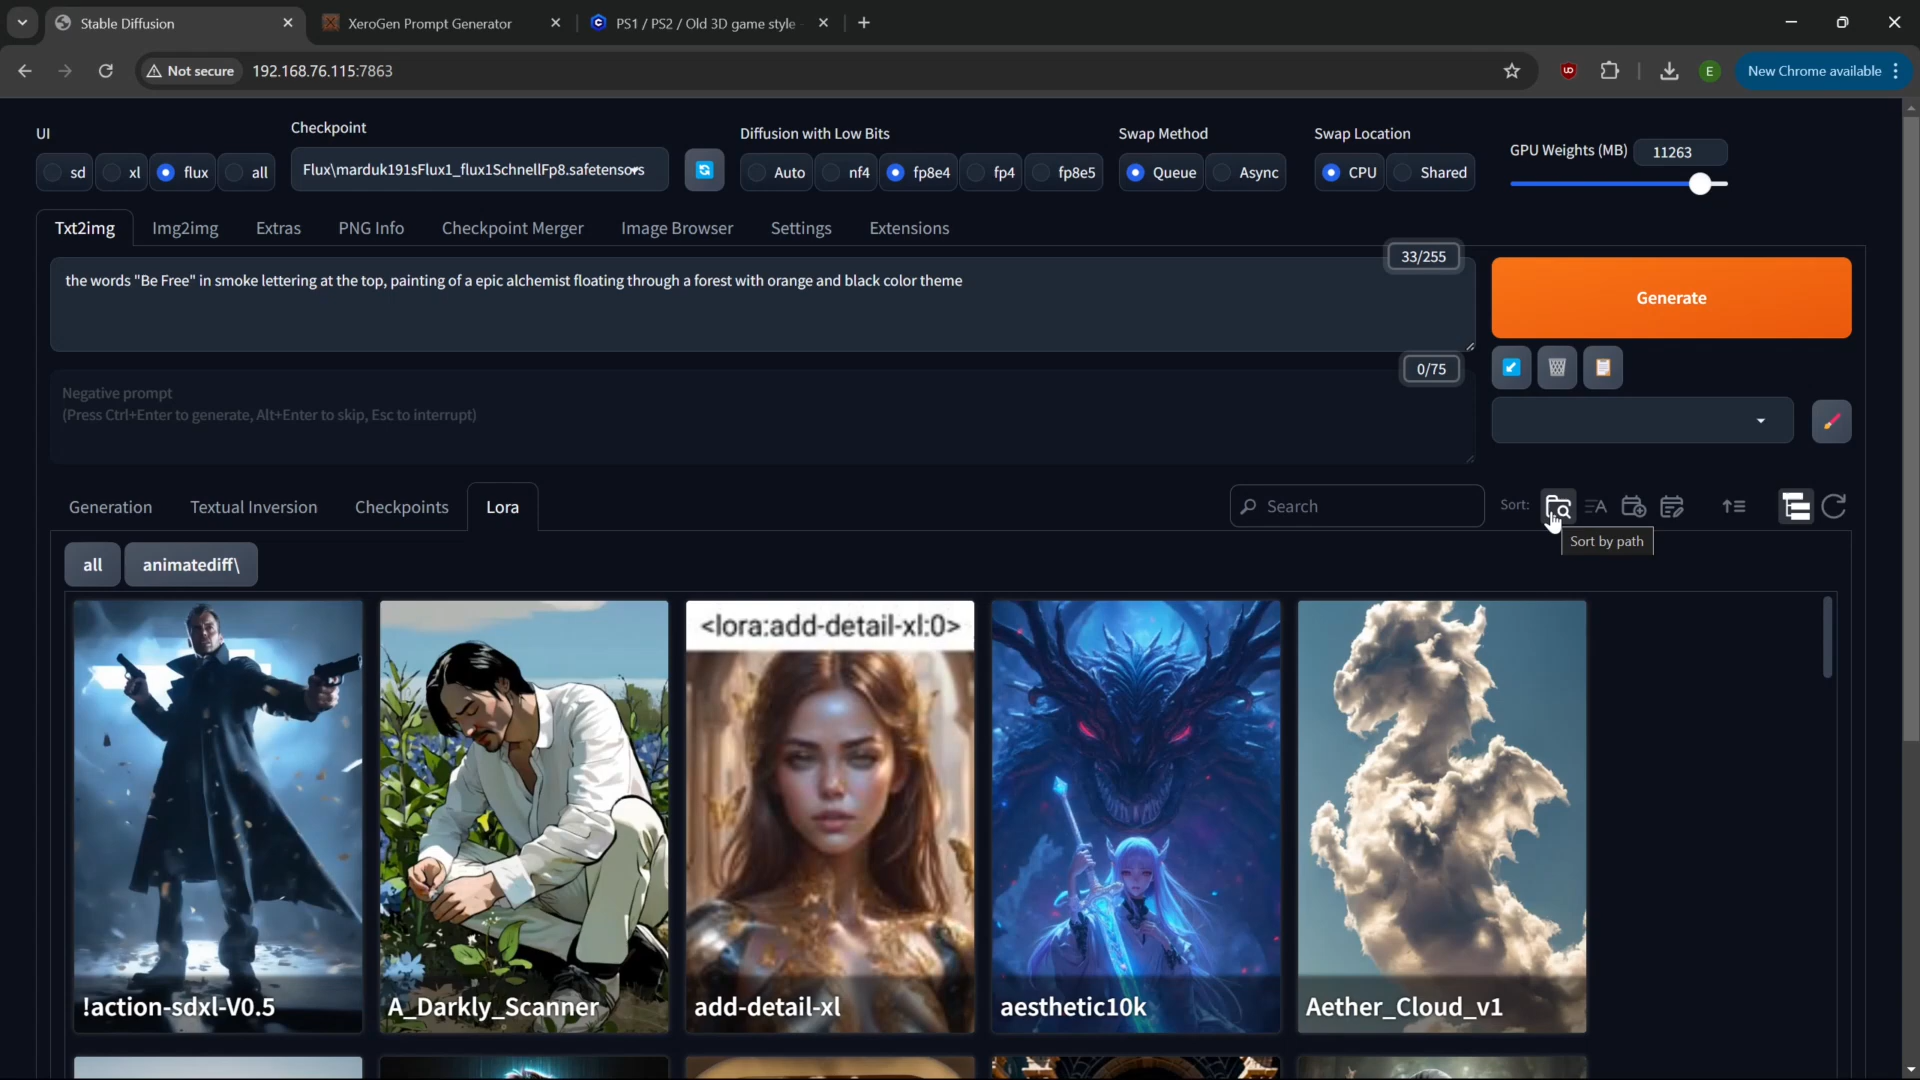 Stable Diffusion
XeroGen Prompt Generator
PS1 / PS2 / Old 3D game style -
Not secure
192.168.76.115:7863
E
New Chrome available
UI
sd
xl
flux
all
Checkpoint
Flux\marduk191sFlux1_flux1SchnellFp8.safetensors
Diffusion with Low Bits
Auto
nf4
fp8e4
fp4
fp8e5
Swap Method
Queue
Async
Swap Location
CPU
Shared
GPU Weights (MB)
11263
Txt2img
Img2img
Extras
PNG Info
Checkpoint Merger
Image Browser
Settings
Extensions
33/255
the words "Be Free" in smoke lettering at the top, painting of a epic alchemist floating through a forest with orange and black color theme
Generate
0/75
Negative prompt
(Press Ctrl+Enter to generate, Alt+Enter to skip, Esc to interrupt)
Generation
Textual Inversion
Checkpoints
Lora
Search
Sort:
Sort by path
all
animatediff\
<lora:add-detail-xl:0>
!action-sdxl-V0.5
A_Darkly_Scanner
add-detail-xl
aesthetic10k
Aether_Cloud_v1